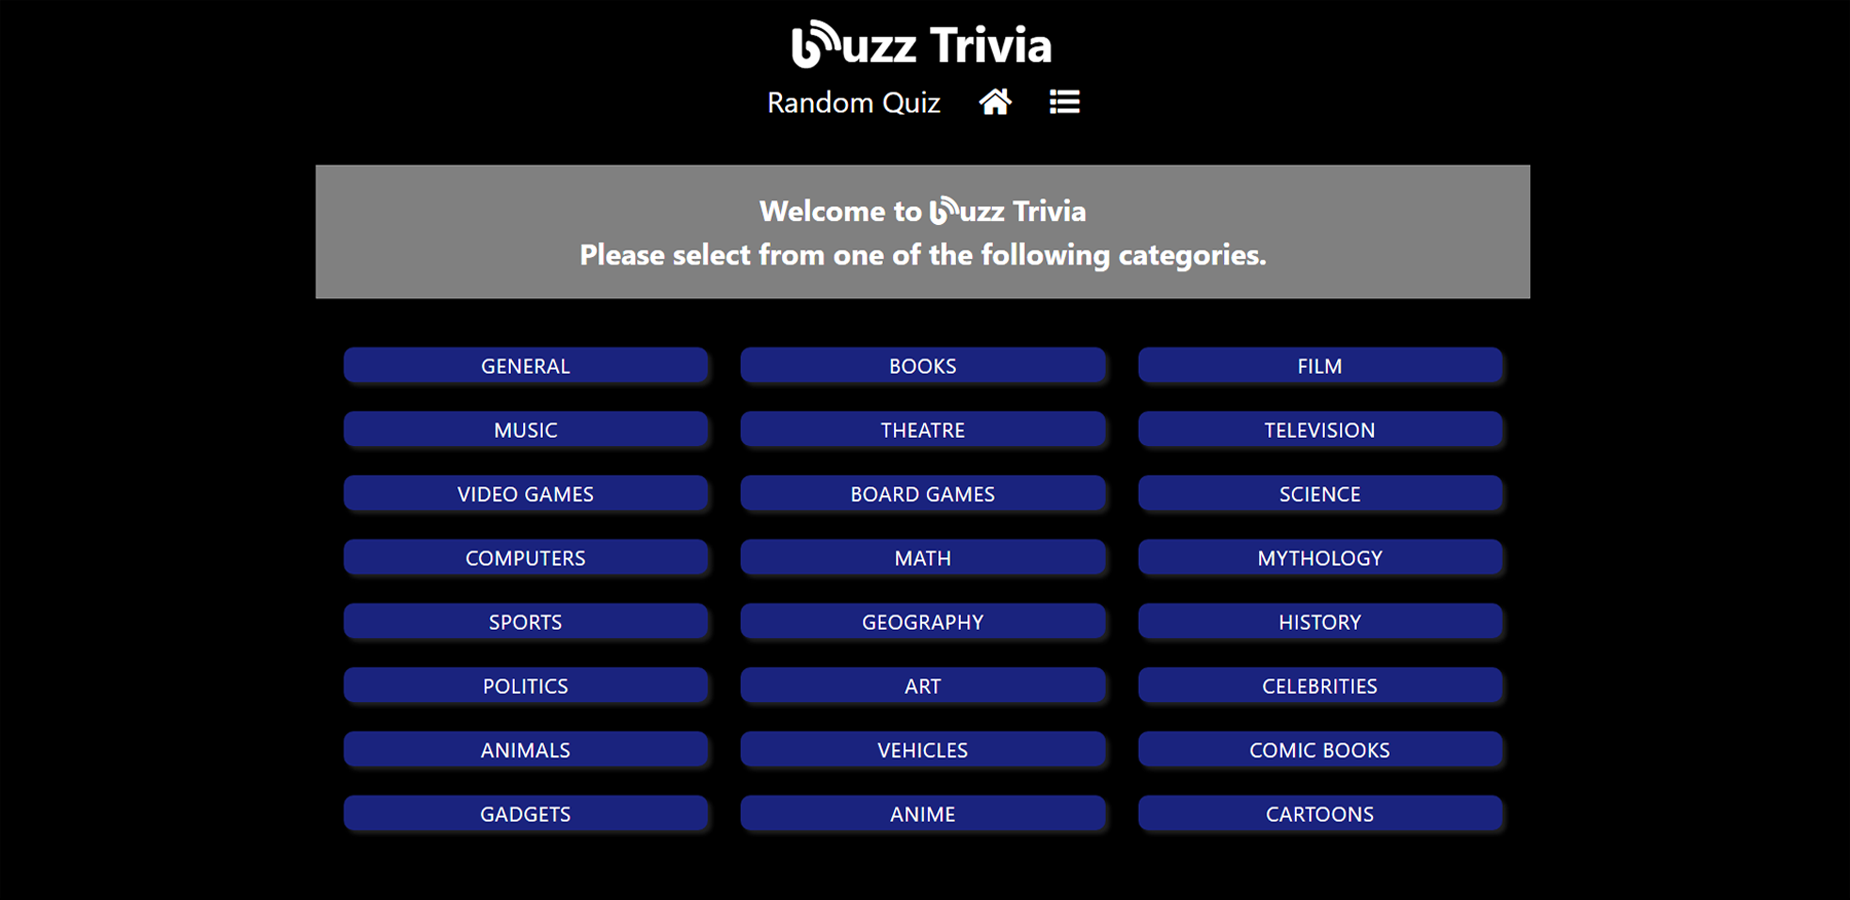 buzz Trivia
Random Quiz
Welcome to buzz Trivia
Please select from one of the following categories.
GENERAL BOOKS FILM
MUSIC THEATRE TELEVISION
VIDEO GAMES BOARD GAMES SCIENCE
COMPUTERS MATH MYTHOLOGY
SPORTS GEOGRAPHY HISTORY
POLITICS ART CELEBRITIES
ANIMALS VEHICLES COMIC BOOKS
GADGETS ANIME CARTOONS